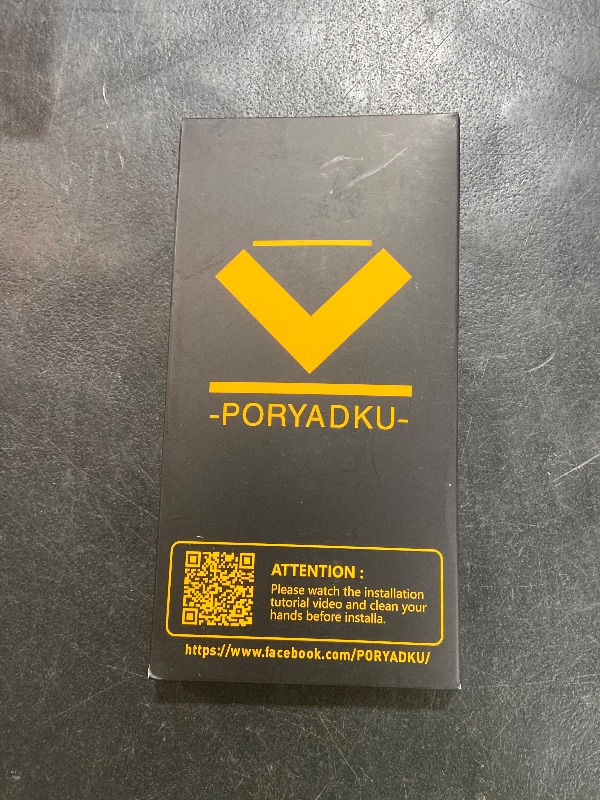 -PORYADKU-
ATTENTION :
Please watch the installation
tutorial video and clean your
hands before installa.
https://www.facebook.com/PORYADKU/